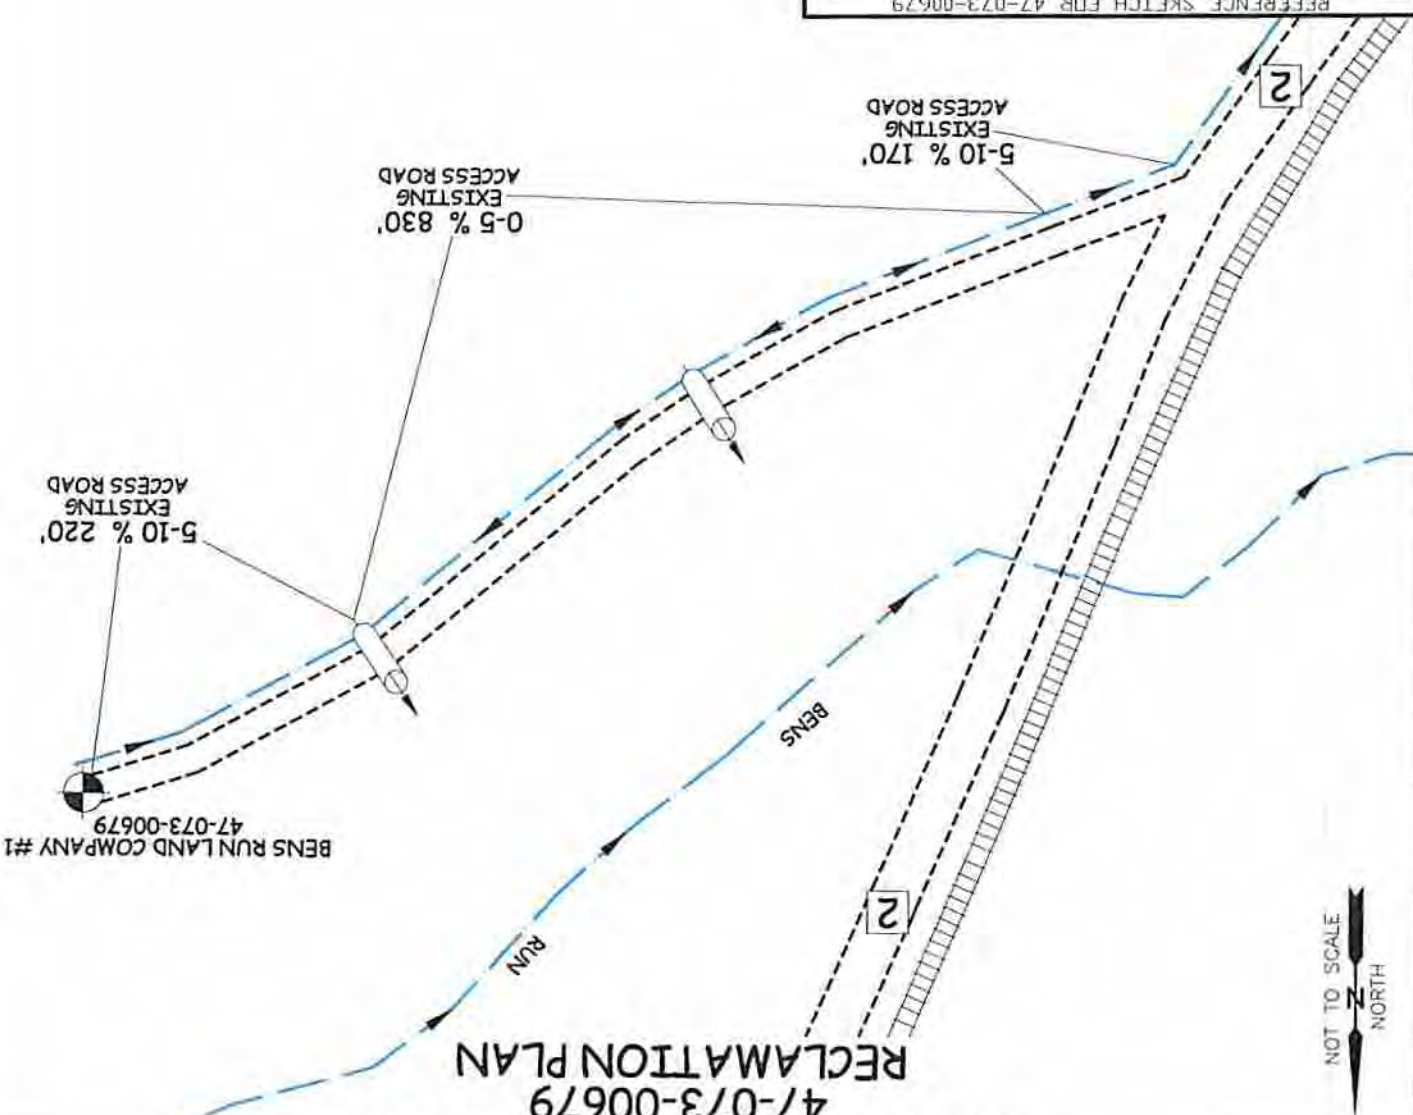 47-073-00679
RECLAMATION PLAN
NOT TO SCALE
N
NORTH
2
RUN
BENS RUN LAND COMPANY #1
47-073-00679
BENS
5-10 % 220'
EXISTING
ACCESS ROAD
0-5 % 830'
EXISTING
ACCESS ROAD
5-10 % 170'
EXISTING
ACCESS ROAD
2
REFERENCE SKETCH FOR 47-073-00679